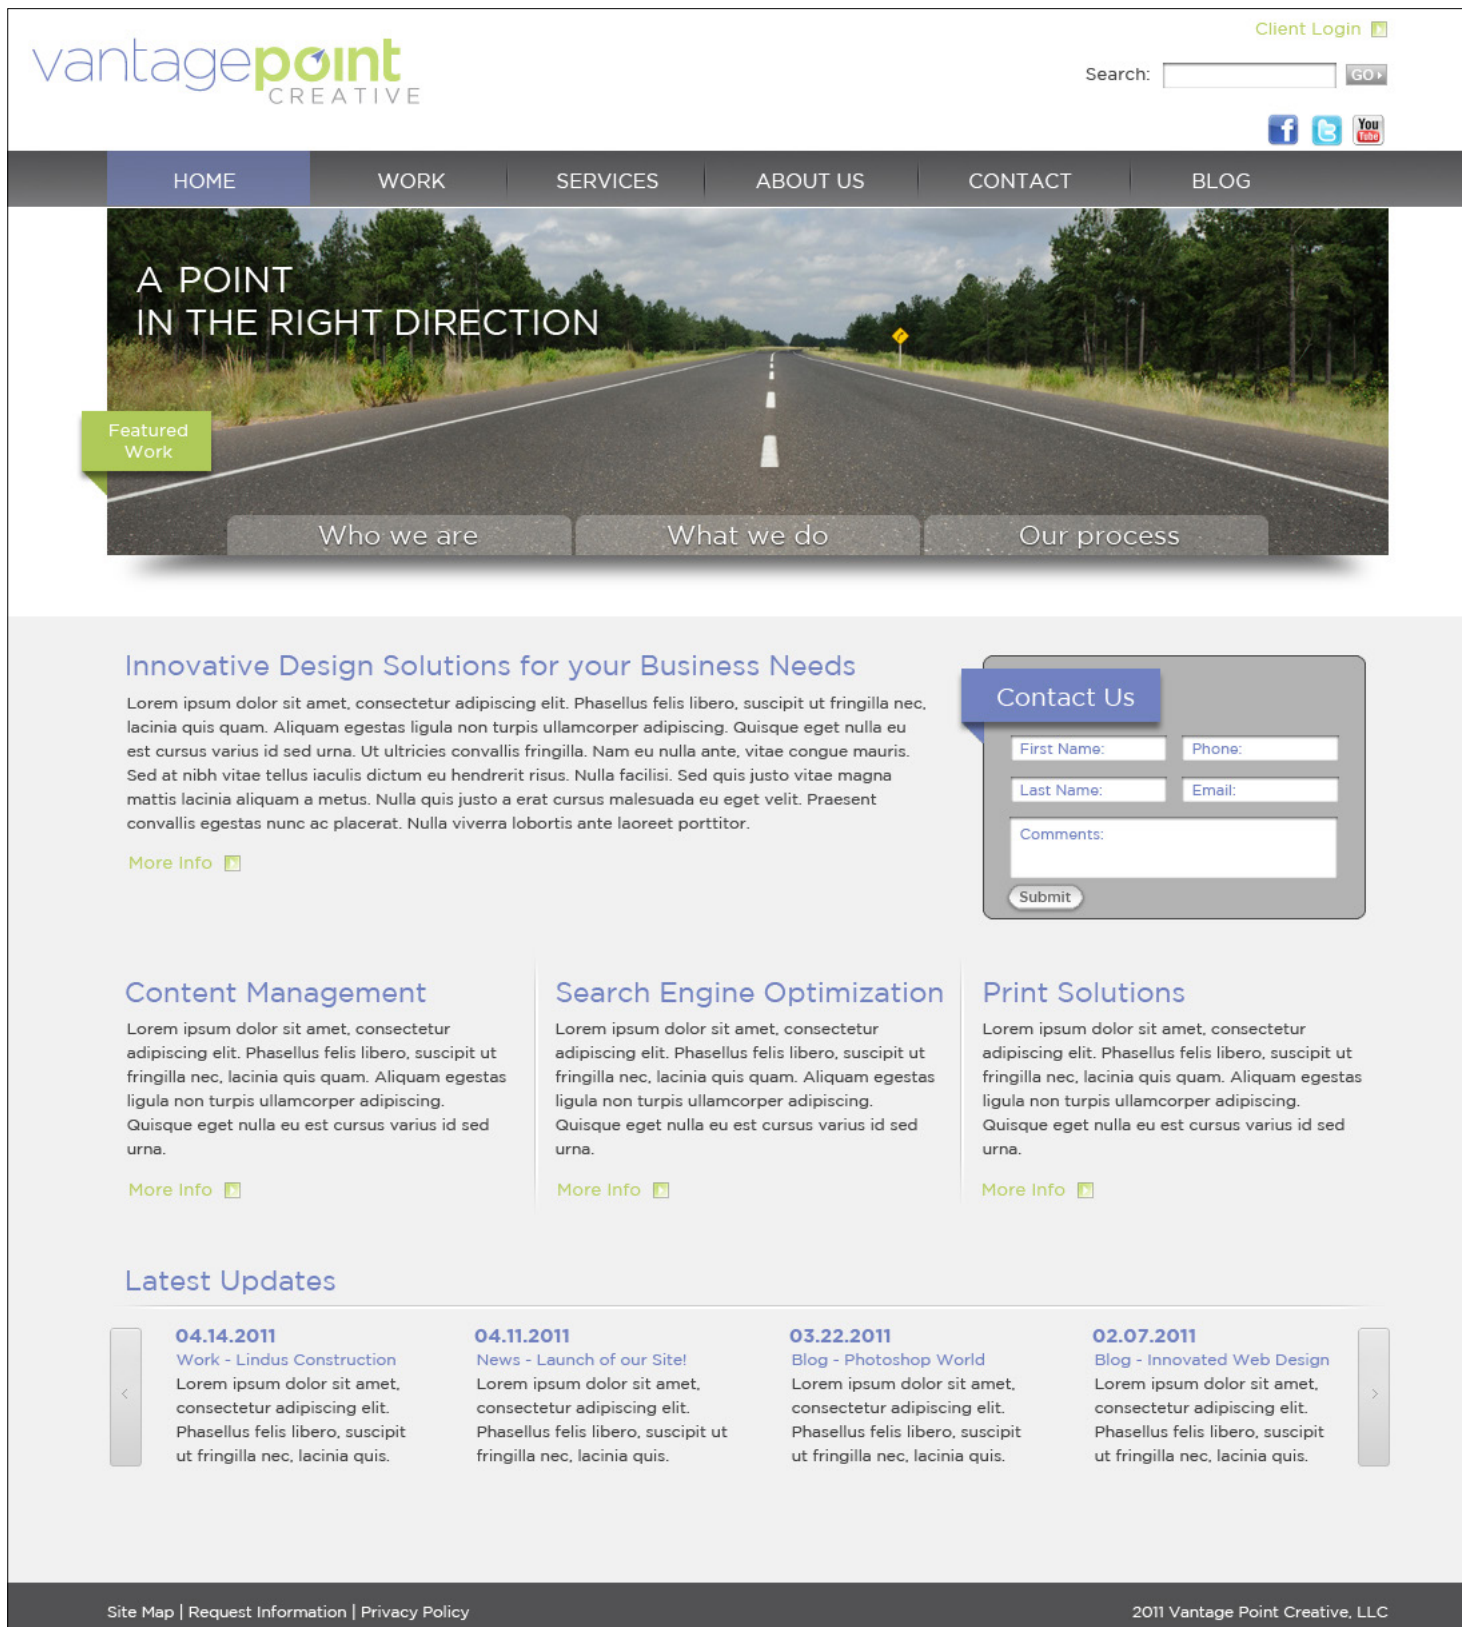 vantagepoint
CREATIVE
Client Login
Search:
GO
f
t
You
Tube
HOME
WORK
SERVICES
ABOUT US
CONTACT
BLOG
A POINT
IN THE RIGHT DIRECTION
Featured
Work
Who we are
What we do
Our process
Innovative Design Solutions for your Business Needs
Lorem ipsum dolor sit amet, consectetur adipiscing elit. Phasellus felis libero, suscipit ut fringilla nec,
lacinia quis quam. Aliquam egestas ligula non turpis ullamcorper adipiscing. Quisque eget nulla eu
est cursus varius id sed urna. Ut ultricies convallis fringilla. Nam eu nulla ante, vitae congue mauris.
Sed at nibh vitae tellus iaculis dictum eu hendrerit risus. Nulla facilisi. Sed quis justo vitae magna
mattis lacinia aliquam a metus. Nulla quis justo a erat cursus malesuada eu eget velit. Praesent
convallis egestas nunc ac placerat. Nulla viverra lobortis ante laoreet porttitor.
More Info
Contact Us
First Name:
Phone:
Last Name:
Email:
Comments:
Submit
Content Management
Lorem ipsum dolor sit amet, consectetur
adipiscing elit. Phasellus felis libero, suscipit ut
fringilla nec, lacinia quis quam. Aliquam egestas
ligula non turpis ullamcorper adipiscing.
Quisque eget nulla eu est cursus varius id sed
urna.
More Info
Search Engine Optimization
Lorem ipsum dolor sit amet, consectetur
adipiscing elit. Phasellus felis libero, suscipit ut
fringilla nec, lacinia quis quam. Aliquam egestas
ligula non turpis ullamcorper adipiscing.
Quisque eget nulla eu est cursus varius id sed
urna.
More Info
Print Solutions
Lorem ipsum dolor sit amet, consectetur
adipiscing elit. Phasellus felis libero, suscipit ut
fringilla nec, lacinia quis quam. Aliquam egestas
ligula non turpis ullamcorper adipiscing.
Quisque eget nulla eu est cursus varius id sed
urna.
More Info
Latest Updates
04.14.2011
Work - Lindus Construction
Lorem ipsum dolor sit amet,
consectetur adipiscing elit.
Phasellus felis libero, suscipit
ut fringilla nec, lacinia quis.
04.11.2011
News - Launch of our Site!
Lorem ipsum dolor sit amet,
consectetur adipiscing elit.
Phasellus felis libero, suscipit ut
fringilla nec, lacinia quis.
03.22.2011
Blog - Photoshop World
Lorem ipsum dolor sit amet,
consectetur adipiscing elit.
Phasellus felis libero, suscipit
ut fringilla nec, lacinia quis.
02.07.2011
Blog - Innovated Web Design
Lorem ipsum dolor sit amet,
consectetur adipiscing elit.
Phasellus felis libero, suscipit
ut fringilla nec, lacinia quis.
Site Map | Request Information | Privacy Policy
2011 Vantage Point Creative, LLC